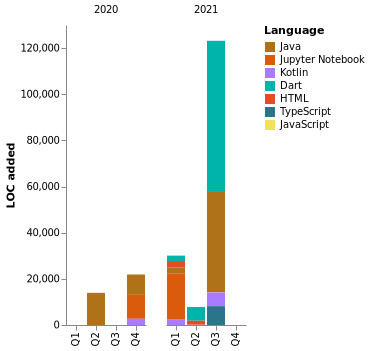 2020 2021
Language
Java
Jupyter Notebook
Kotlin
Dart
HTML
TypeScript
JavaScript
LOC added
120,000
100,000
80,000
60,000
40,000
20,000
0
Q1 Q2 Q3 Q4 Q1 Q2 Q3 Q4